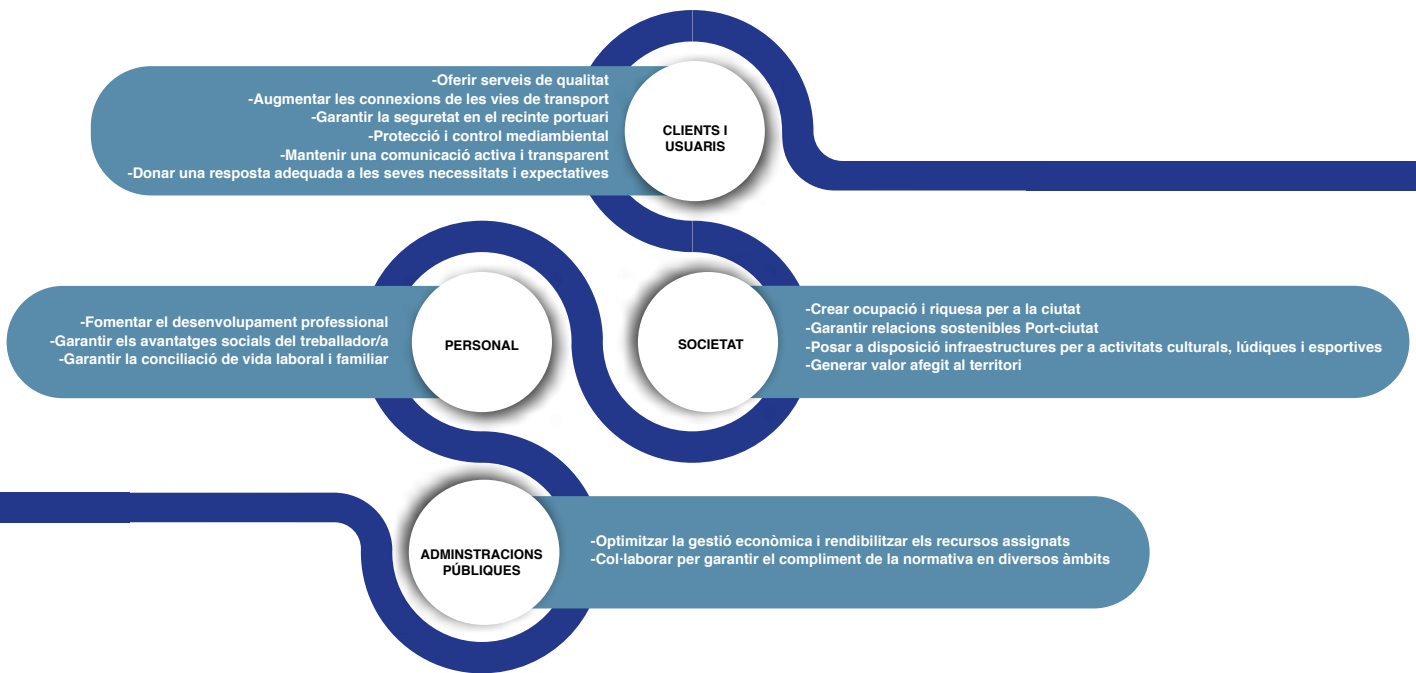 -Oferir serveis de qualitat
-Augmentar les connexions de les vies de transport
-Garantir la seguretat en el recinte portuari
-Protecció i control mediambiental
-Mantenir una comunicació activa i transparent
-Donar una resposta adequada a les seves necessitats i expectatives
CLIENTS I
USUARIS
-Fomentar el desenvolupament professional
-Garantir els avantatges socials del treballador/a
-Garantir la conciliació de vida laboral i familiar
PERSONAL
SOCIETAT
-Crear ocupació i riquesa per a la ciutat
-Garantir relacions sostenibles Port-ciutat
-Posar a disposició infraestructures per a activitats culturals, lúdiques i esportives
-Generar valor afegit al territori
ADMINSTRACIONS
PÚBLIQUES
-Optimitzar la gestió econòmica i rendibilitzar els recursos assignats
-Col·laborar per garantir el compliment de la normativa en diversos àmbits